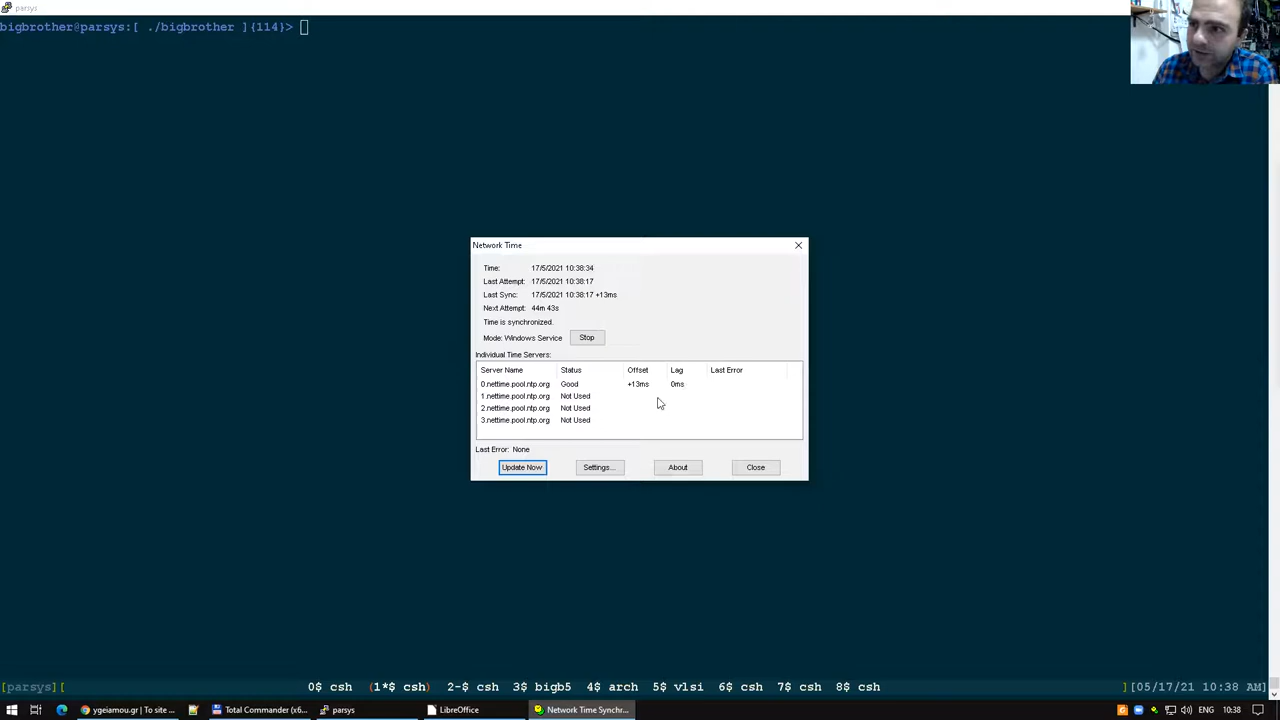 parsys
bigbrother@parsys:[ ./bigbrother ]{114}>
Network Time
Time: 17/5/2021 10:38:34
Last Attempt: 17/5/2021 10:38:17
Last Sync: 17/5/2021 10:38:17 +13ms
Next Attempt: 44m 43s
Time is synchronized.
Mode: Windows Service Stop
Individual Time Servers:
Server Name Status Offset Lag Last Error
0.nettime.pool.ntp.org Good +13ms 0ms
1.nettime.pool.ntp.org Not Used
2.nettime.pool.ntp.org Not Used
3.nettime.pool.ntp.org Not Used
Last Error: None
Update Now Settings... About Close
[parsys][ 0$ csh (1*$ csh) 2-$ csh 3$ bigb5 4$ arch 5$ vlsi 6$ csh 7$ csh 8$ csh ][05/17/21 10:38 AM]
ygeiamou.gr | To site ... Total Commander (x6... parsys LibreOffice Network Time Synchr... ENG 10:38